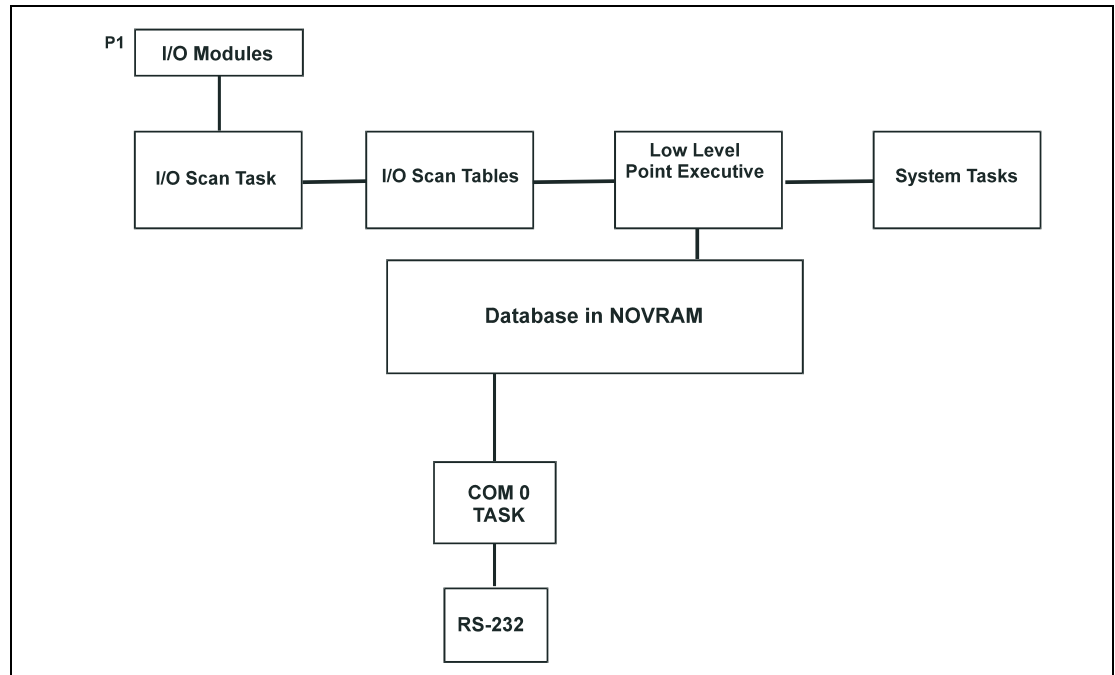 P1
I/O Modules
I/O Scan Task
I/O Scan Tables
Low Level
Point Executive
System Tasks
Database in NOVRAM
COM 0
TASK
RS-232